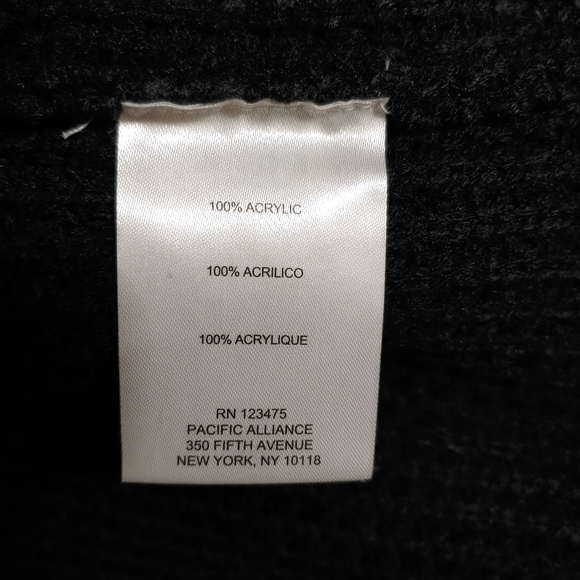 100% ACRYLIC
100% ACRILICO
100% ACRYLIQUE
RN 123475
PACIFIC ALLIANCE
350 FIFTH AVENUE
NEW YORK, NY 10118